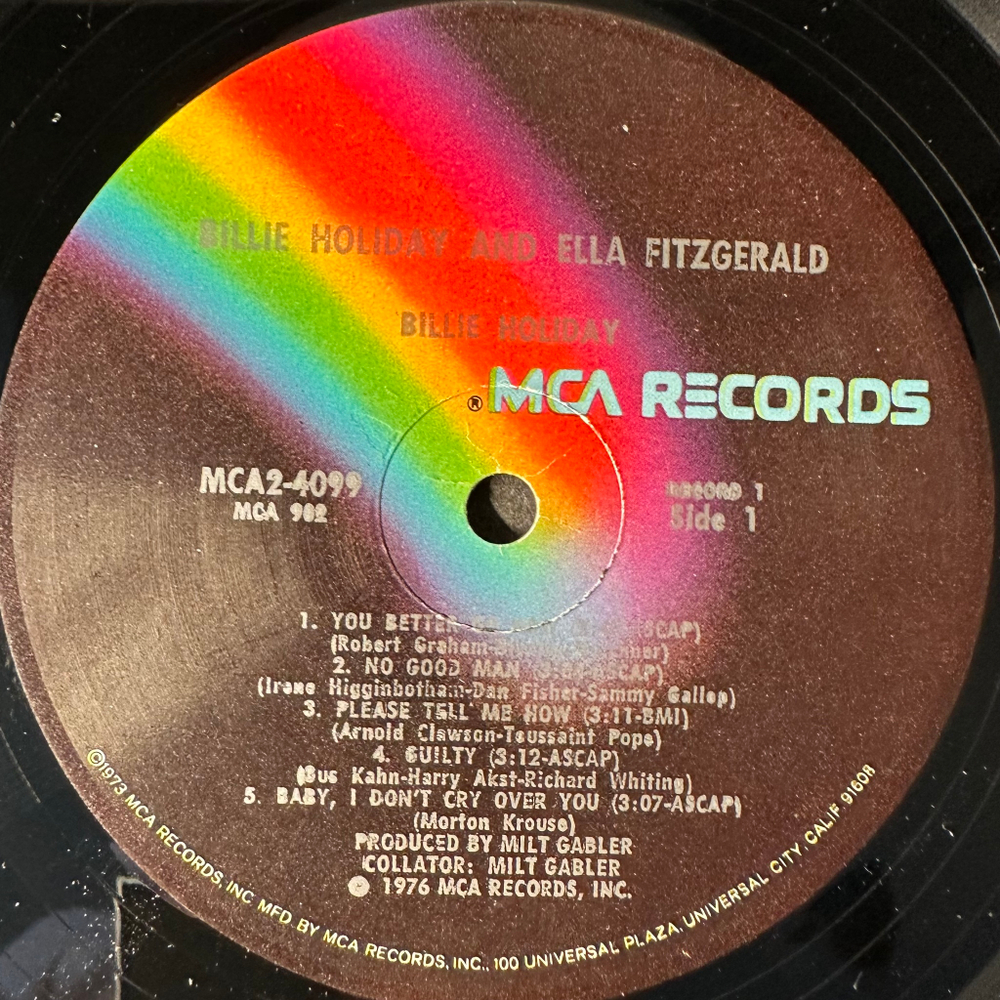 BILLIE HOLIDAY AND ELLA FITZGERALD
BILLIE HOLIDAY
® MCA RECORDS
MCA2-4099
MCA 982
RECORD 1
Side 1
1. YOU BETTER
(Robert Graham-
2. NO GOOD MAN ASCAP)
(Irene Higginbotham-Dan Fisher-Sammy Gallop)
3. PLEASE TELL ME NOW (3:11-BMI)
(Arnold Clawson-Toussaint Pope)
4. GUILTY (3:12-ASCAP)
(Gus Kahn-Harry Akst-Richard Whiting)
5. BABY, I DON'T CRY OVER YOU (3:07-ASCAP)
(Morton Krouse)
PRODUCED BY MILT GABLER
COLLATOR: MILT GABLER
℗ 1976 MCA RECORDS, INC.
©1973 MCA RECORDS, INC. MFD. BY MCA RECORDS, INC., 100 UNIVERSAL PLAZA, UNIVERSAL CITY, CALIF. 91608